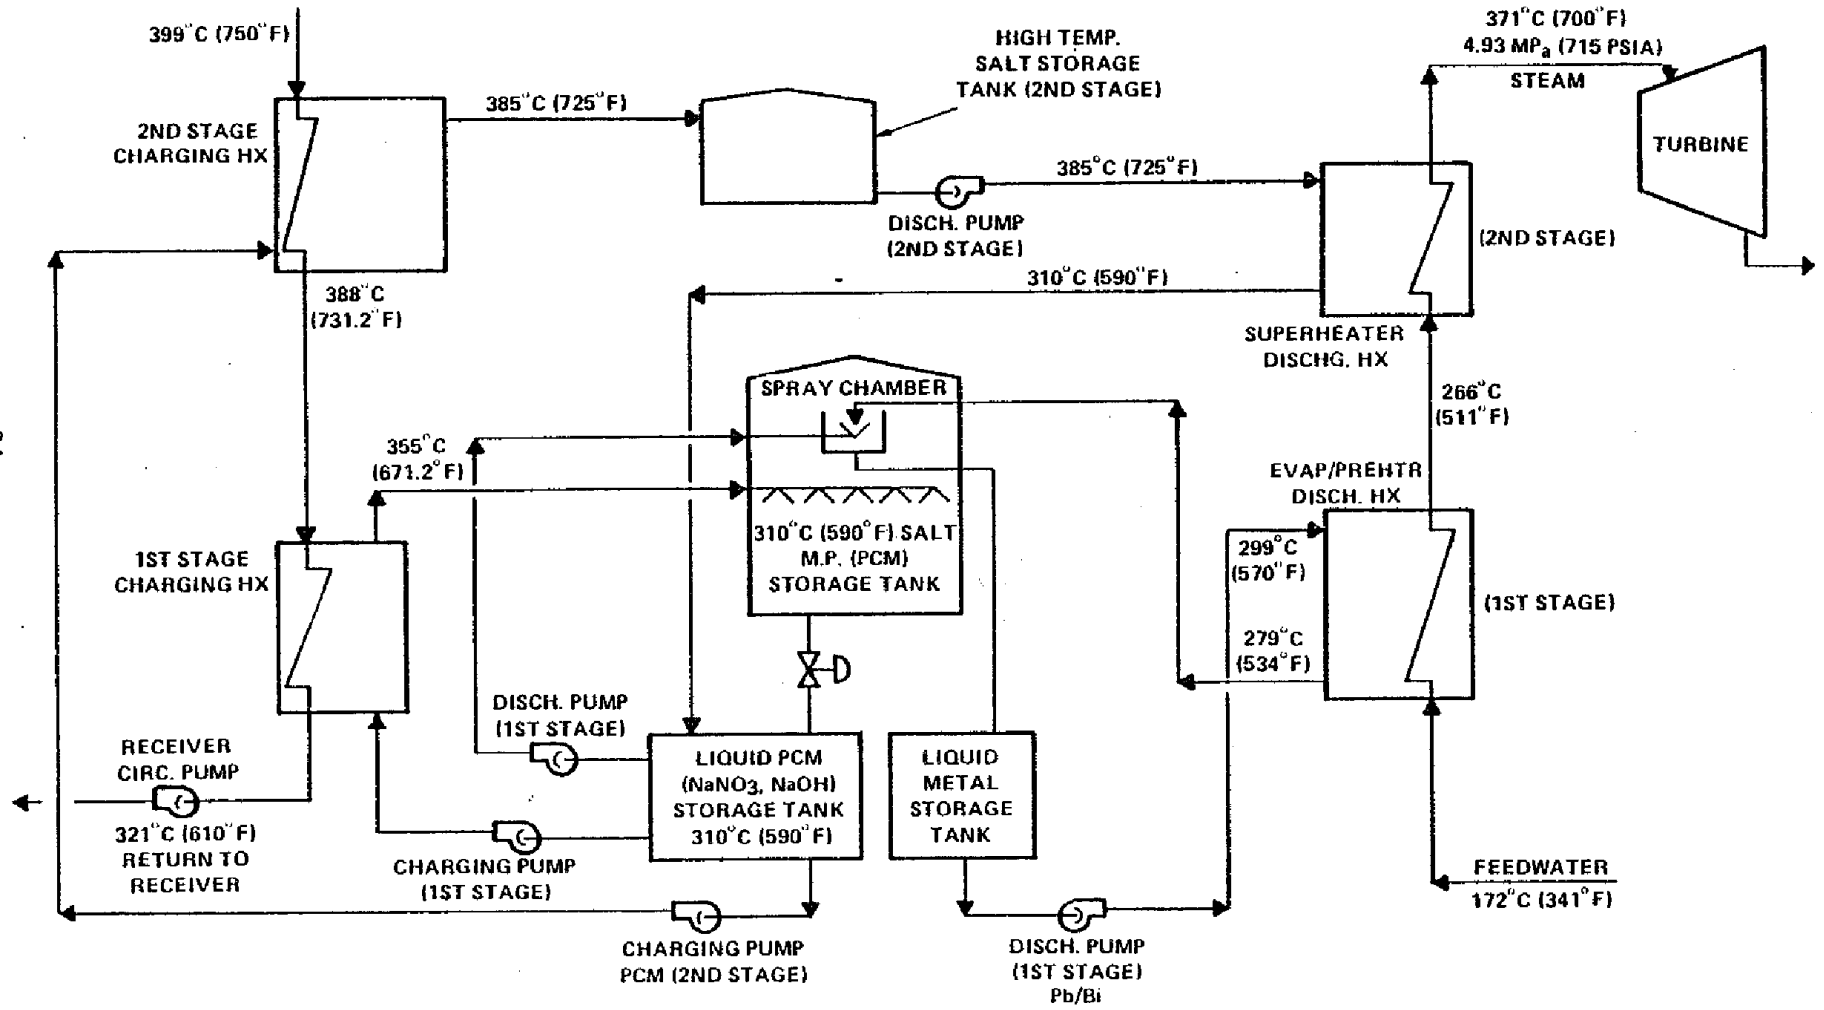 399°C (750°F)
2ND STAGE
CHARGING HX
385°C (725°F)
HIGH TEMP.
SALT STORAGE
TANK (2ND STAGE)
371°C (700°F)
4.93 MPa (715 PSIA)
STEAM
TURBINE
385°C (725°F)
DISCH. PUMP
(2ND STAGE)
(2ND STAGE)
310°C (590°F)
388°C
(731.2°F)
SUPERHEATER
DISCHG. HX
SPRAY CHAMBER
266°C
(511°F)
355°C
(671.2°F)
EVAP/PREHTR
DISCH. HX
310°C (590°F) SALT
M.P. (PCM)
STORAGE TANK
1ST STAGE
CHARGING HX
299°C
(570°F)
(1ST STAGE)
279°C
(534°F)
DISCH. PUMP
(1ST STAGE)
RECEIVER
CIRC. PUMP
321°C (610°F)
RETURN TO
RECEIVER
LIQUID PCM
(NaNO3, NaOH)
STORAGE TANK
310°C (590°F)
LIQUID
METAL
STORAGE
TANK
CHARGING PUMP
(1ST STAGE)
FEEDWATER
172°C (341°F)
CHARGING PUMP
PCM (2ND STAGE)
DISCH. PUMP
(1ST STAGE)
Pb/Bi